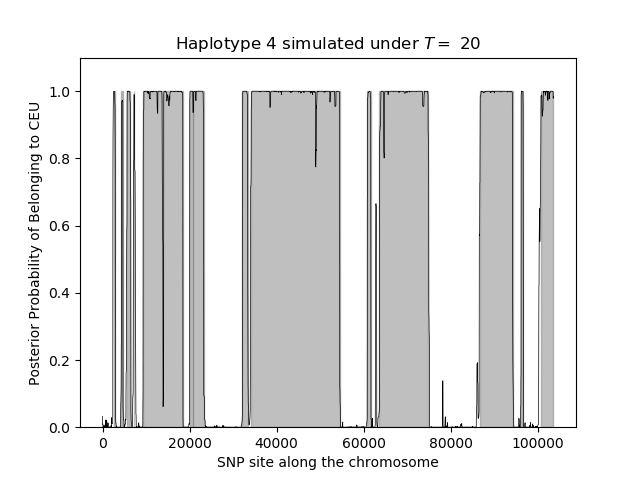 Haplotype 4 simulated under T = 20
Posterior Probability of Belonging to CEU
1.0
0.8
0.6
0.4
0.2
0.0
0 20000 40000 60000 80000 100000
SNP site along the chromosome